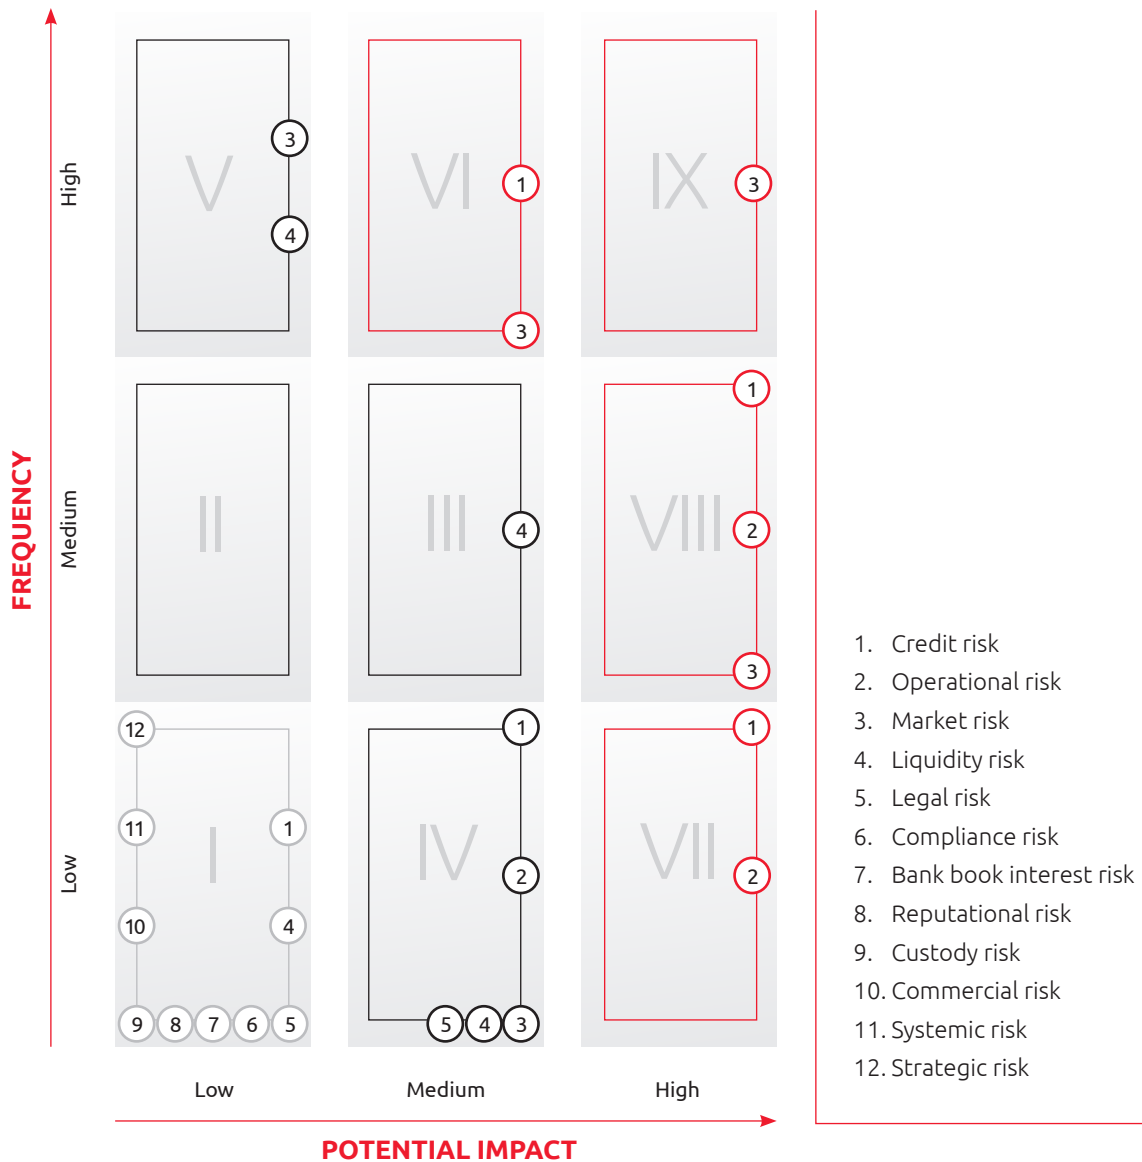 FREQUENCY
High
V
3
4
VI
1
3
IX
3
Medium
II
III
4
VIII
1
2
3
Low
I
12
11
1
10
4
9 8 7 6 5
IV
1
2
5 4 3
VII
1
2
Low Medium High
POTENTIAL IMPACT
1. Credit risk
2. Operational risk
3. Market risk
4. Liquidity risk
5. Legal risk
6. Compliance risk
7. Bank book interest risk
8. Reputational risk
9. Custody risk
10. Commercial risk
11. Systemic risk
12. Strategic risk